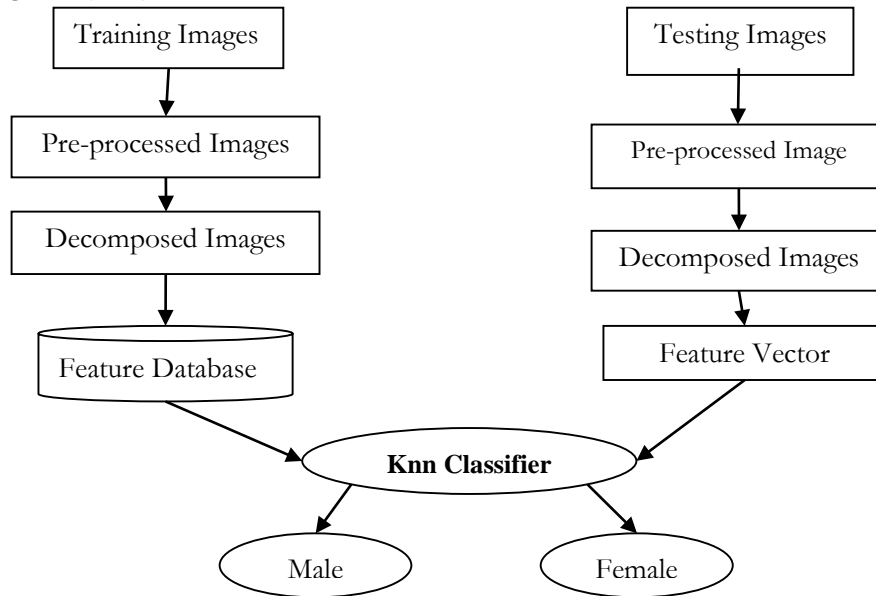 Training Images
Testing Images
Pre-processed Images
Pre-processed Image
Decomposed Images
Decomposed Images
Feature Database
Feature Vector
Knn Classifier
Male
Female